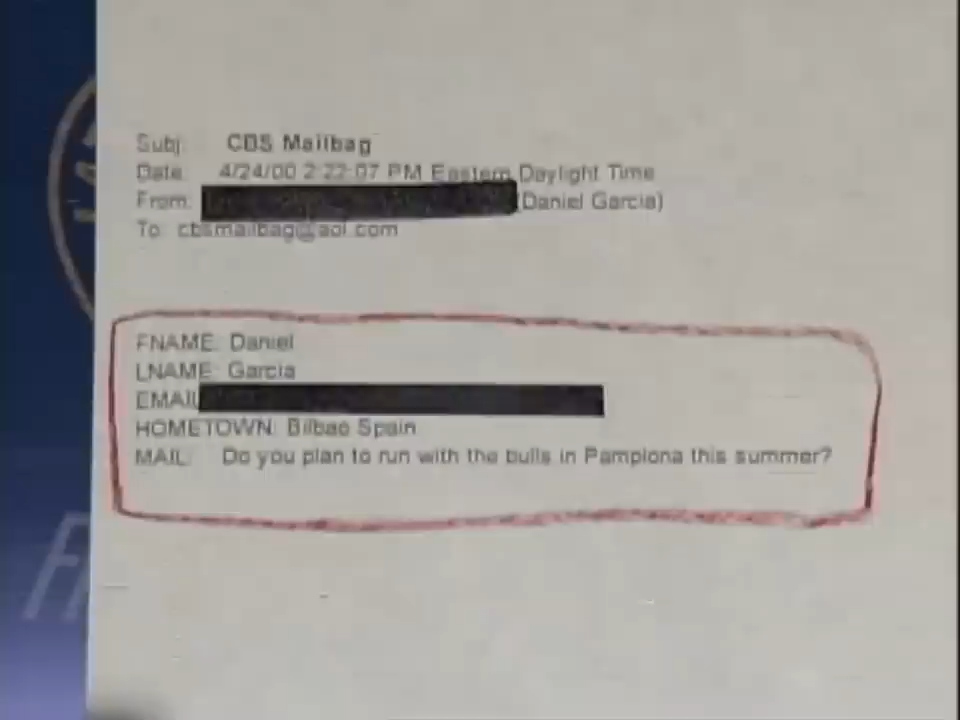 Subj: CBS Mailbag
Date: 4/24/00 2:22:07 PM Eastern Daylight Time
From: (Daniel Garcia)
To: cbsmailbag@aol.com
FNAME: Daniel
LNAME: Garcia
EMAIL
HOMETOWN: Bilbao Spain
MAIL: Do you plan to run with the bulls in Pamplona this summer?